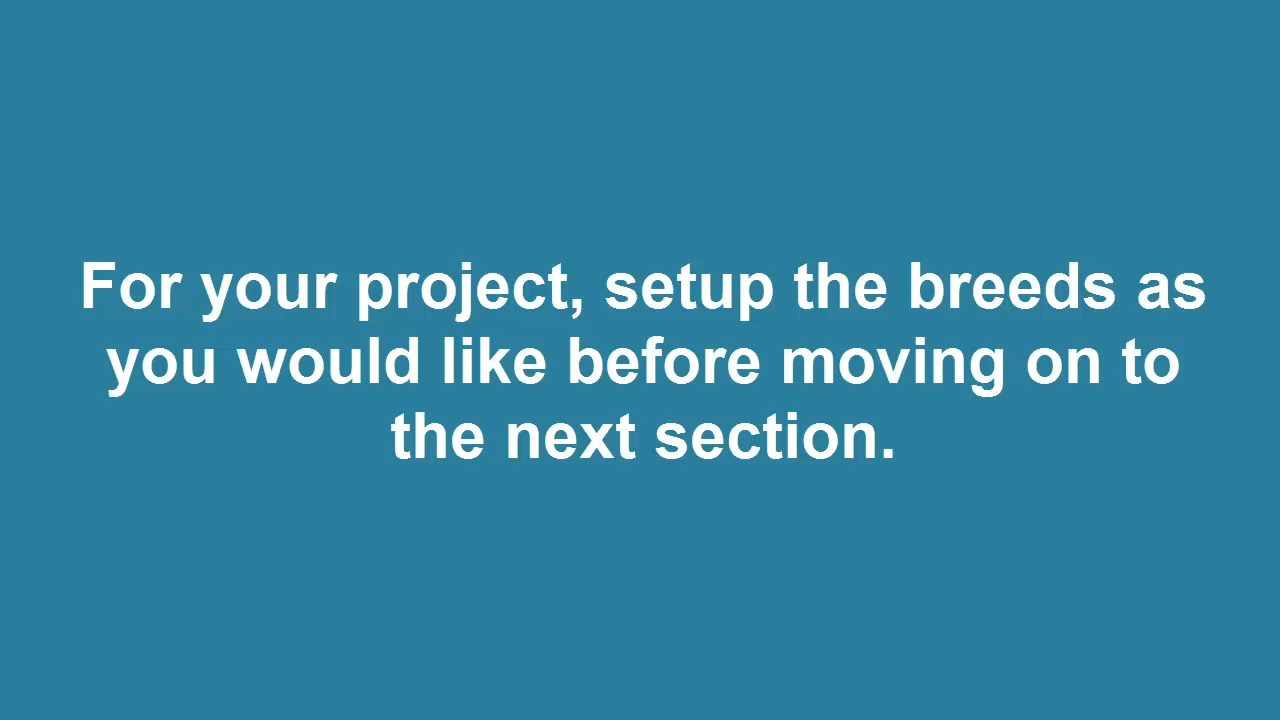 For your project, setup the breeds as
you would like before moving on to
the next section.